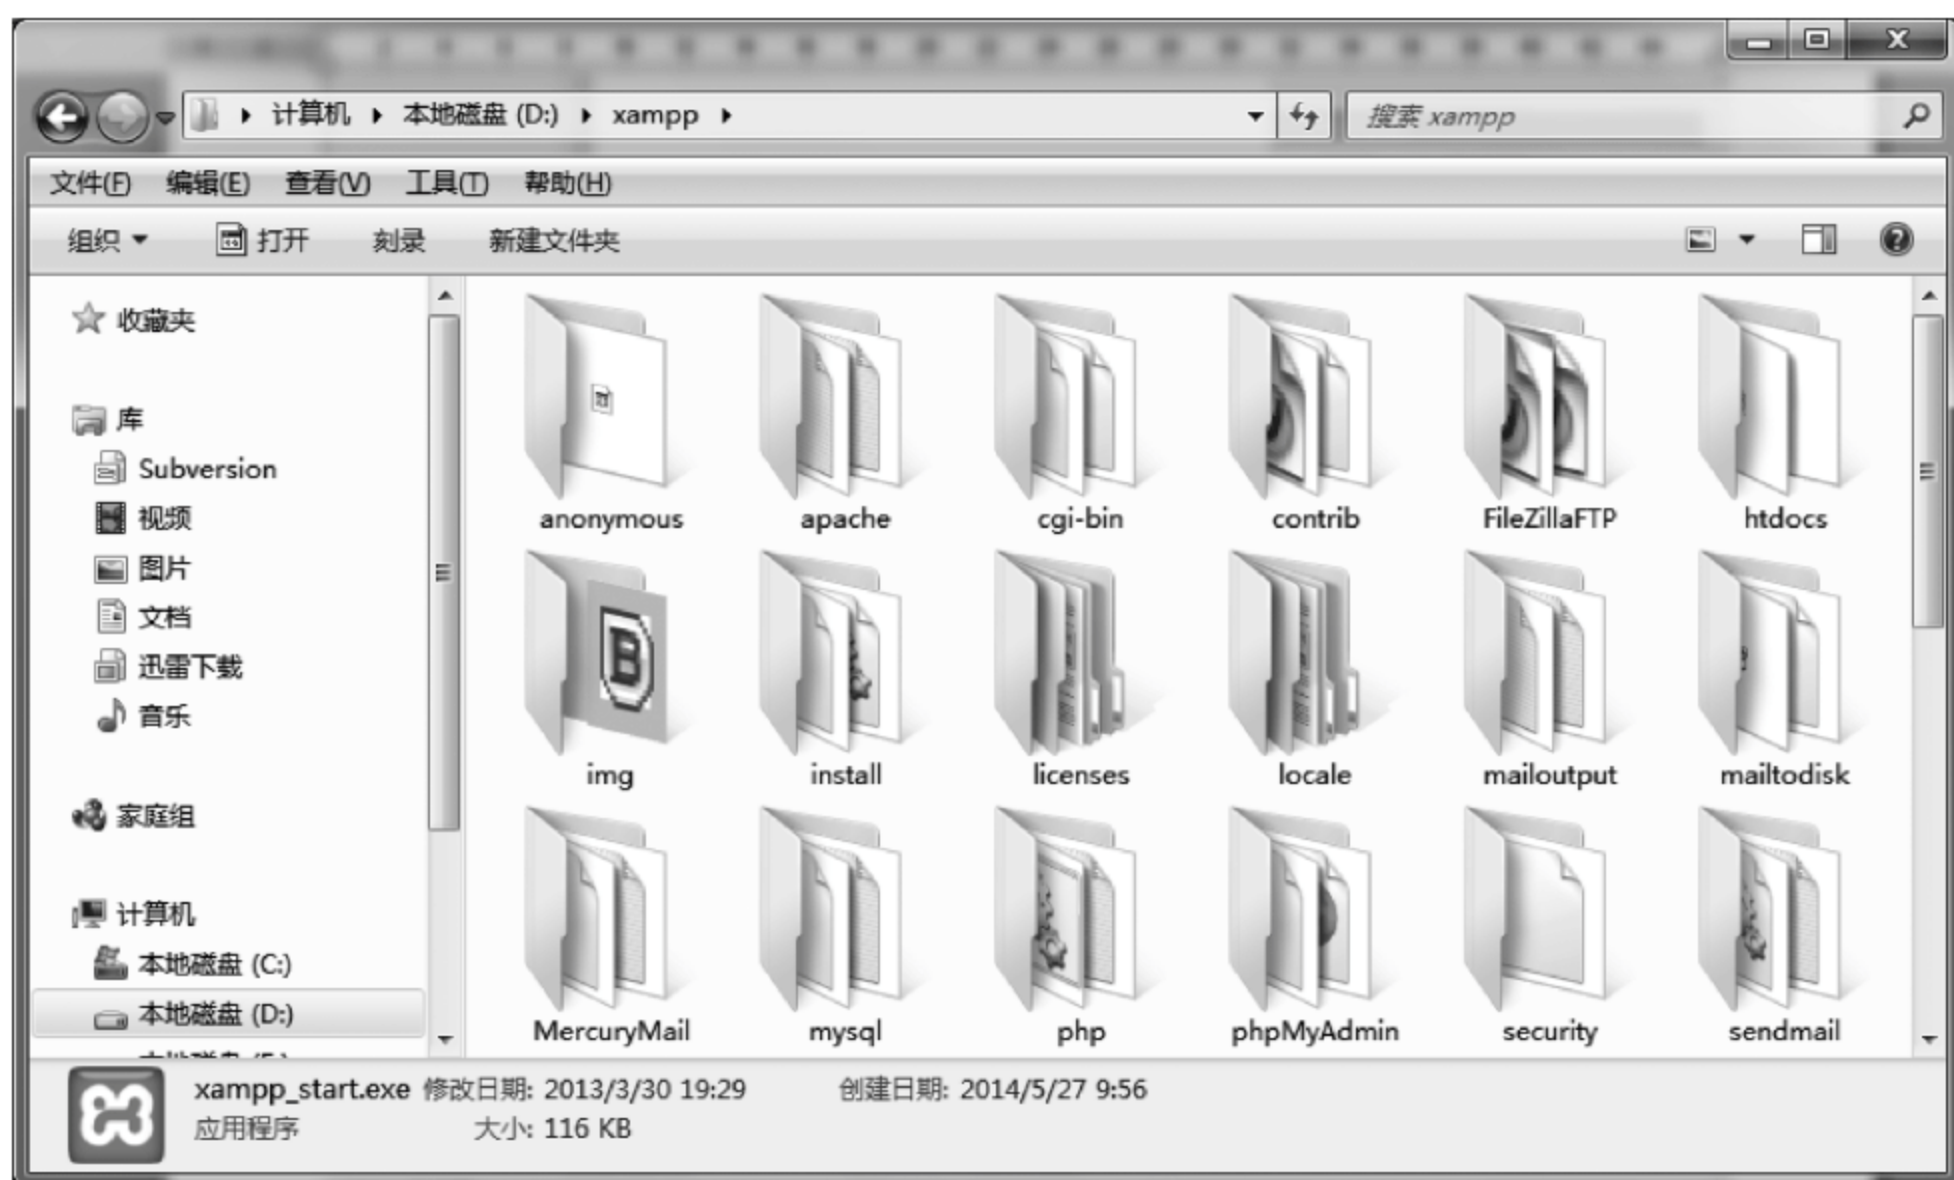 计算机 ▸ 本地磁盘 (D:) ▸ xampp ▸ 搜索 xampp
文件(F) 编辑(E) 查看(V) 工具(T) 帮助(H)
组织 打开 刻录 新建文件夹
收藏夹
库
Subversion
视频
图片
文档
迅雷下载
音乐
家庭组
计算机
本地磁盘 (C:)
本地磁盘 (D:)
anonymous apache cgi-bin contrib FileZillaFTP htdocs
img install licenses locale mailoutput mailtodisk
MercuryMail mysql php phpMyAdmin security sendmail
xampp_start.exe 修改日期: 2013/3/30 19:29 创建日期: 2014/5/27 9:56
应用程序 大小: 116 KB